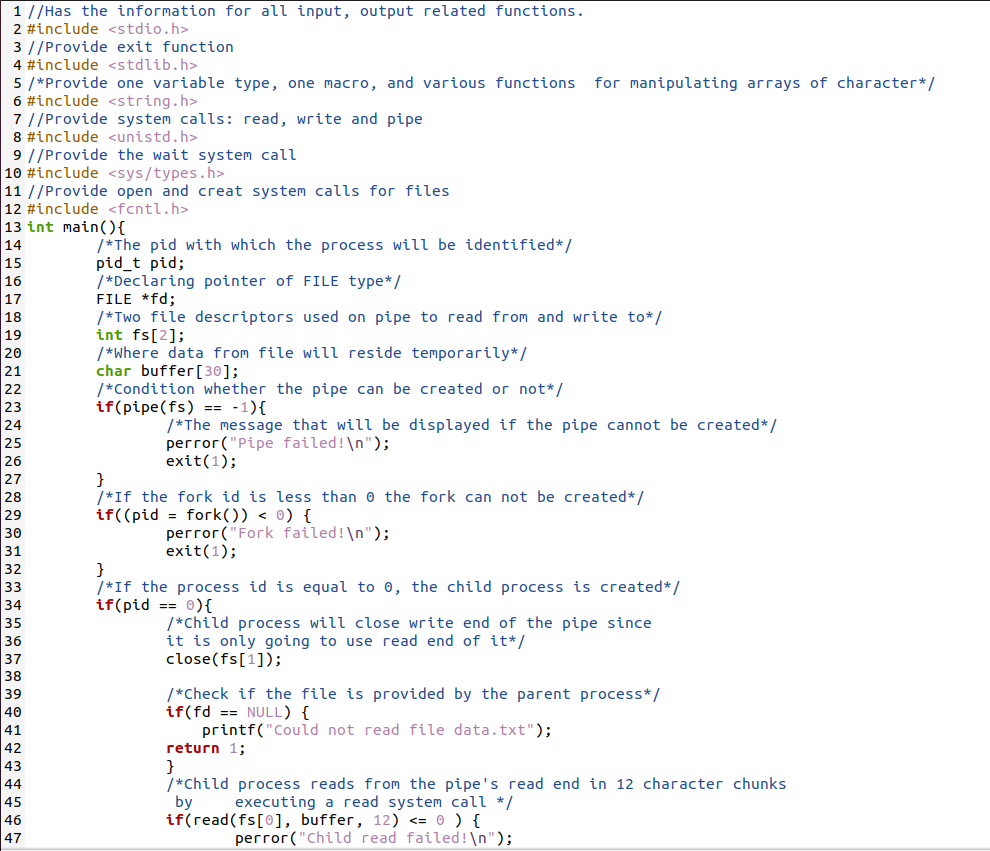 1 //Has the information for all input, output related functions.
2 #include <stdio.h>
3 //Provide exit function
4 #include <stdlib.h>
5 /*Provide one variable type, one macro, and various functions  for manipulating arrays of character*/
6 #include <string.h>
7 //Provide system calls: read, write and pipe
8 #include <unistd.h>
9 //Provide the wait system call
10 #include <sys/types.h>
11 //Provide open and creat system calls for files
12 #include <fcntl.h>
13 int main(){
14         /*The pid with which the process will be identified*/
15         pid_t pid;
16         /*Declaring pointer of FILE type*/
17         FILE *fd;
18         /*Two file descriptors used on pipe to read from and write to*/
19         int fs[2];
20         /*Where data from file will reside temporarily*/
21         char buffer[30];
22         /*Condition whether the pipe can be created or not*/
23         if(pipe(fs) == -1){
24                 /*The message that will be displayed if the pipe cannot be created*/
25                 perror("Pipe failed!\n");
26                 exit(1);
27         }
28         /*If the fork id is less than 0 the fork can not be created*/
29         if((pid = fork()) < 0) {
30                 perror("Fork failed!\n");
31                 exit(1);
32         }
33         /*If the process id is equal to 0, the child process is created*/
34         if(pid == 0){
35                 /*Child process will close write end of the pipe since
36                 it is only going to use read end of it*/
37                 close(fs[1]);
38
39                 /*Check if the file is provided by the parent process*/
40                 if(fd == NULL) {
41                     printf("Could not read file data.txt");
42                 return 1;
43                 }
44                 /*Child process reads from the pipe's read end in 12 character chunks
45                  by     executing a read system call */
46                 if(read(fs[0], buffer, 12) <= 0 ) {
47                         perror("Child read failed!\n");